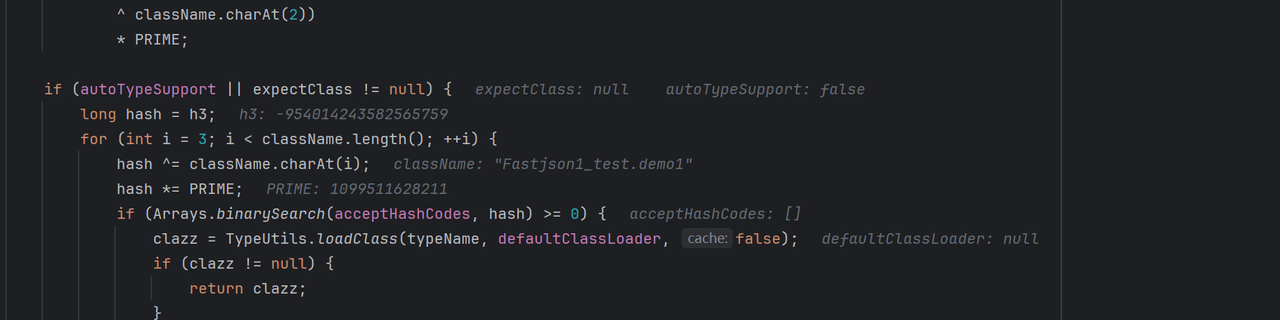 ^ className.charAt(2))
* PRIME;
if (autoTypeSupport || expectClass != null) { expectClass: null autoTypeSupport: false
long hash = h3; h3: -954014243582565759
for (int i = 3; i < className.length(); ++i) {
hash ^= className.charAt(i); className: "Fastjson1_test.demo1"
hash *= PRIME; PRIME: 1099511628211
if (Arrays.binarySearch(acceptHashCodes, hash) >= 0) { acceptHashCodes: []
clazz = TypeUtils.loadClass(typeName, defaultClassLoader, cache: false); defaultClassLoader: null
if (clazz != null) {
return clazz;
}